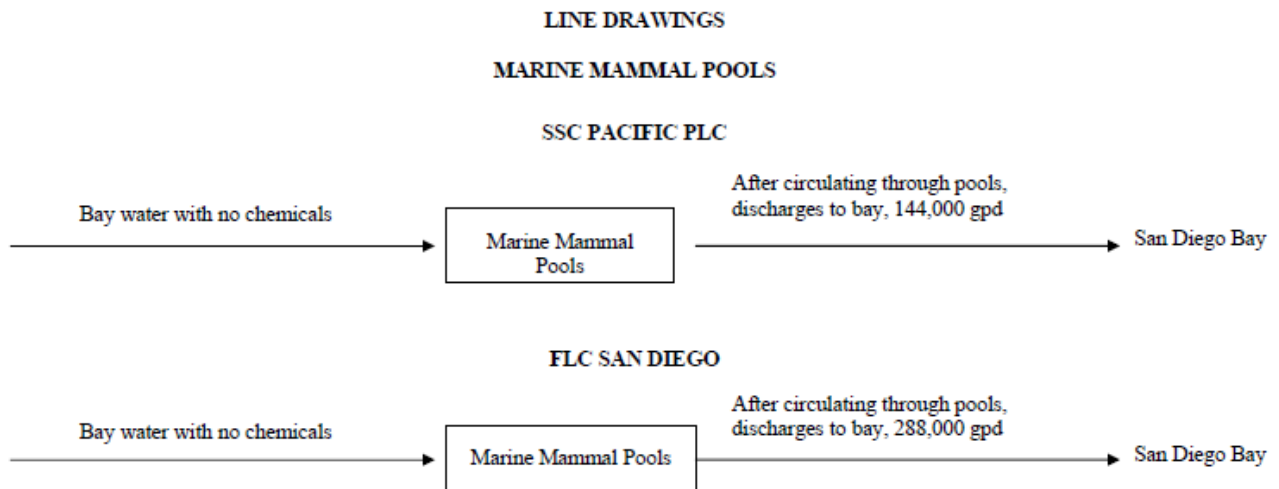 LINE DRAWINGS
MARINE MAMMAL POOLS
SSC PACIFIC PLC
Bay water with no chemicals
Marine Mammal
Pools
After circulating through pools,
discharges to bay, 144,000 gpd
San Diego Bay
FLC SAN DIEGO
Bay water with no chemicals
Marine Mammal Pools
After circulating through pools,
discharges to bay, 288,000 gpd
San Diego Bay